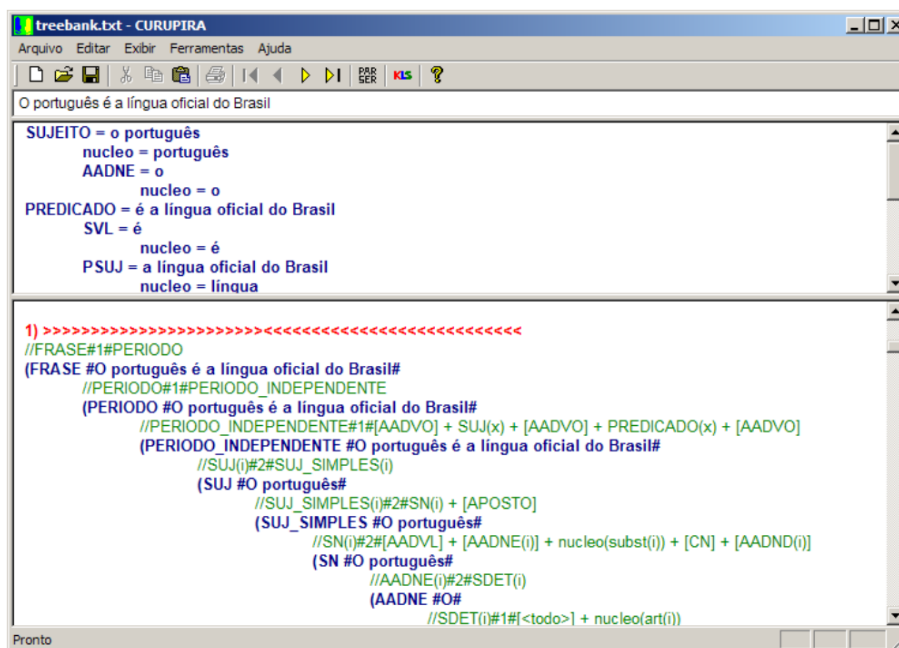 treebank.txt - CURUPIRA
Arquivo Editar Exibir Ferramentas Ajuda
PAR SER KLS
O português é a língua oficial do Brasil
SUJEITO = o português
nucleo = português
AADNE = o
nucleo = o
PREDICADO = é a língua oficial do Brasil
SVL = é
nucleo = é
PSUJ = a língua oficial do Brasil
nucleo = língua
1) >>>>>>>>>>>>>>>>>>>>>>><<<<<<<<<<<<<<<<<<<<<<<<<<<
//FRASE#1#PERIODO
(FRASE #O português é a língua oficial do Brasil#
//PERIODO#1#PERIODO_INDEPENDENTE
(PERIODO #O português é a língua oficial do Brasil#
//PERIODO_INDEPENDENTE#1#[AADVO] + SUJ(x) + [AADVO] + PREDICADO(x) + [AADVO]
(PERIODO_INDEPENDENTE #O português é a língua oficial do Brasil#
//SUJ(i)#2#SUJ_SIMPLES(i)
(SUJ #O português#
//SUJ_SIMPLES(i)#2#SN(i) + [APOSTO]
(SUJ_SIMPLES #O português#
//SN(i)#2#[AADVL] + [AADNE(i)] + nucleo(subst(i)) + [CN] + [AADND(i)]
(SN #O português#
//AADNE(i)#2#SDET(i)
(AADNE #O#
//SDET(i)#1#[<todo>] + nucleo(art(i))
Pronto